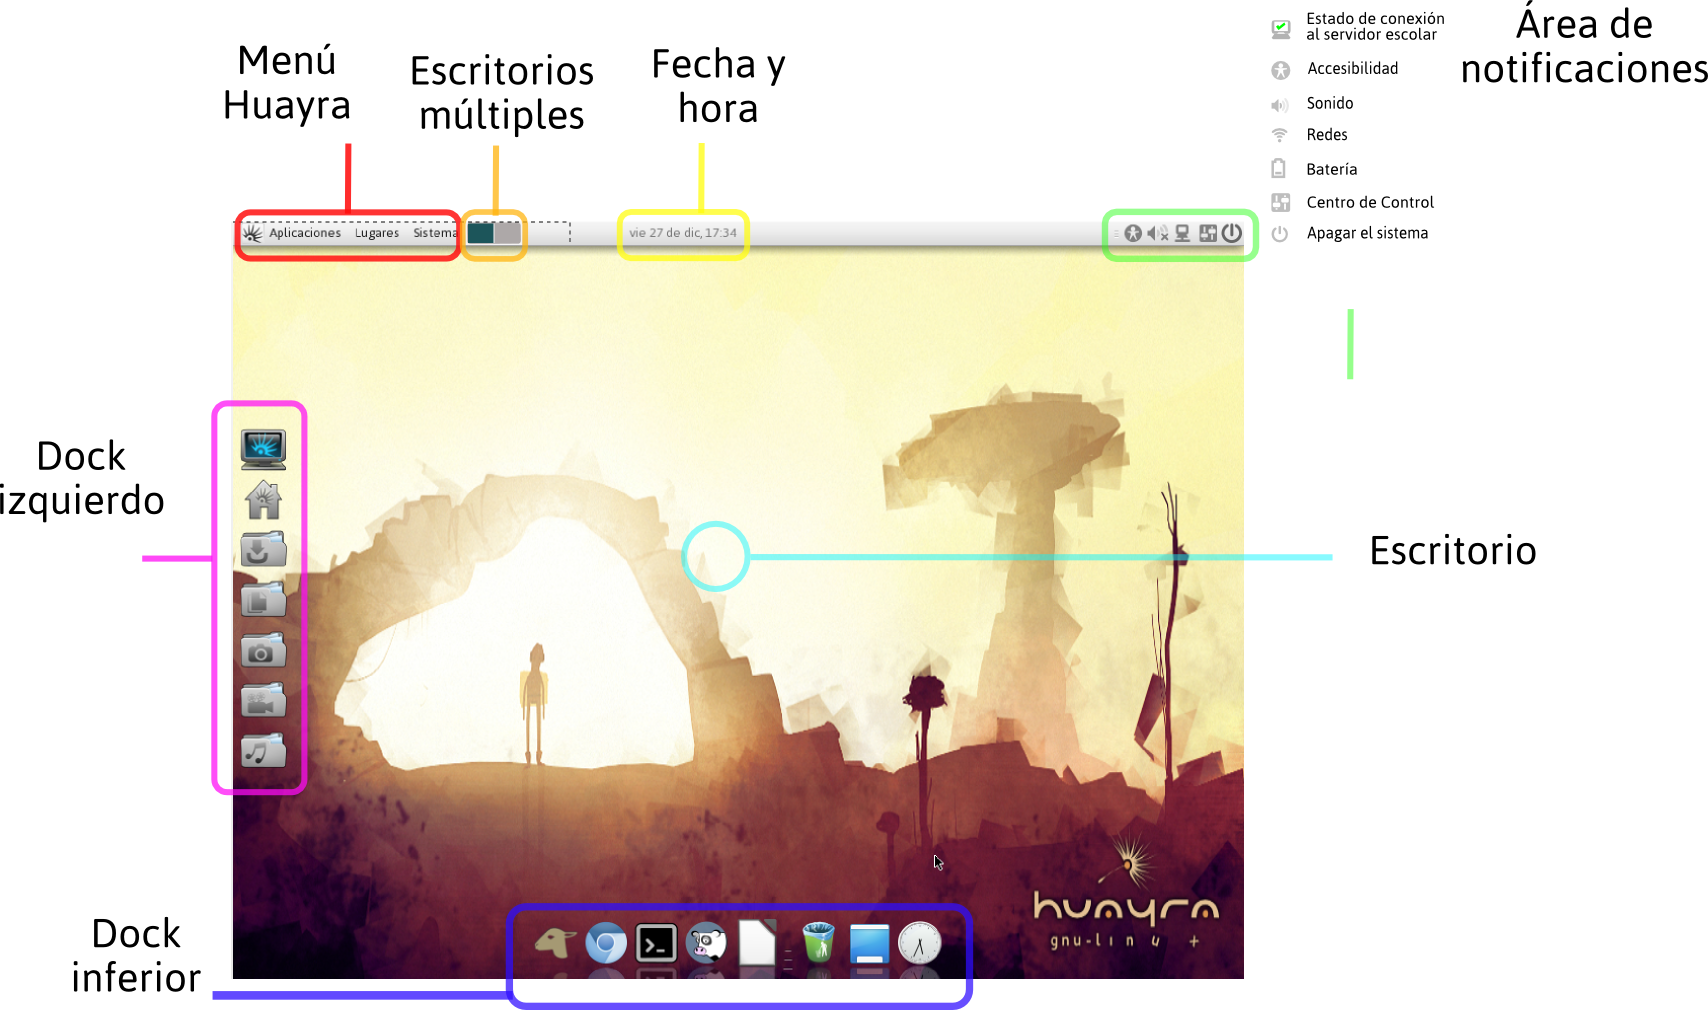 Menú
Huayra
Escritorios
múltiples
Fecha y
hora
Estado de conexión
al servidor escolar
Accesibilidad
Sonido
Redes
Batería
Centro de Control
Apagar el sistema
Área de
notificaciones
Aplicaciones Lugares Sistema
vie 27 de dic, 17:34
Dock
izquierdo
Escritorio
huayra
gnu-linux +
Dock
inferior